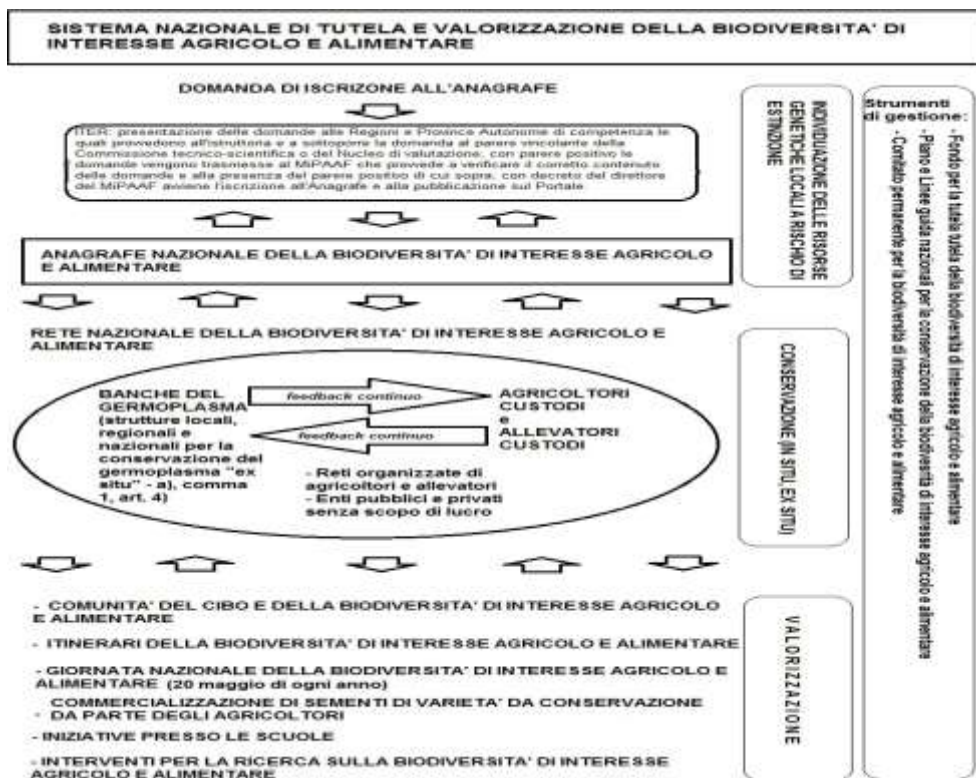 SISTEMA NAZIONALE DI TUTELA E VALORIZZAZIONE DELLA BIODIVERSITA' DI
INTERESSE AGRICOLO E ALIMENTARE
DOMANDA DI ISCRIZONE ALL'ANAGRAFE
ITER: presentazione delle domande alle Regioni e Province Autonome di competenza le
quali provvedono all'istruttoria e a sottoporre la domanda al parere vincolante della
Commissione tecnico-scientifica o del Nucleo di valutazione, con parere positivo le
domande vengono trasmesse al MiPAAF che provvede a verificare il corretto contenuto
delle domande e alla presenza del parere positivo di cui sopra, con decreto del direttore
del MiPAAF avviene l'iscrizione all'Anagrafe e alla pubblicazione sul Portale
ANAGRAFE NAZIONALE DELLA BIODIVERSITA' DI INTERESSE AGRICOLO
E ALIMENTARE
RETE NAZIONALE DELLA BIODIVERSITA' DI INTERESSE AGRICOLO E
ALIMENTARE
BANCHE DEL
GERMOPLASMA
(strutture locali,
regionali e
nazionali per la
conservazione del
germoplasma "ex
situ" - a), comma
1, art. 4)
feedback continuo
feedback continuo
AGRICOLTORI
CUSTODI
e
ALLEVATORI
CUSTODI
- Reti organizzate di
agricoltori e allevatori
- Enti pubblici e privati
senza scopo di lucro
- COMUNITA' DEL CIBO E DELLA BIODIVERSITA' DI INTERESSE AGRICOLO
E ALIMENTARE
- ITINERARI DELLA BIODIVERSITA' DI INTERESSE AGRICOLO E ALIMENTARE
- GIORNATA NAZIONALE DELLA BIODIVERSITA' DI INTERESSE AGRICOLO E
ALIMENTARE (20 maggio di ogni anno)
COMMERCIALIZZAZIONE DI SEMENTI DI VARIETA' DA CONSERVAZIONE
- DA PARTE DEGLI AGRICOLTORI
- INIZIATIVE PRESSO LE SCUOLE
- INTERVENTI PER LA RICERCA SULLA BIODIVERSITA' DI INTERESSE
AGRICOLO E ALIMENTARE
INDIVIDUAZIONE DELLE RISORSE
GENETICHE LOCALI A RISCHIO DI
ESTINZIONE
CONSERVAZIONE (IN SITU, EX SITU)
VALORIZZAZIONE
Strumenti
di gestione:
- Fondo per la tutela tutela della biodiversità di interesse agricolo e alimentare
- Piano e Linee guida nazionali per la conservazione della biodiversità di interesse agricolo e alimentare
- Comitato permanente per la biodiversità di interesse agricolo e alimentare